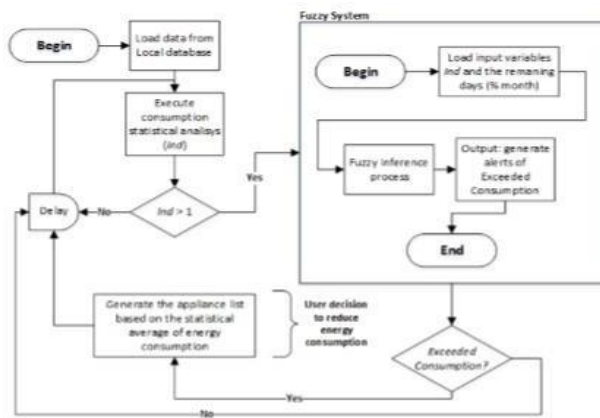 Fuzzy System
Begin
Load data from
Local database
Execute
consumption
statistical analisys
(Ind)
Ind > 1
No
Yes
Delay
Begin
Load input variables
Ind and the remaning
days (% month)
Fuzzy inference
process
Output: generate
alerts of
Exceeded
Consumption
End
Generate the appliance list
based on the statistical
average of energy
consumption
User decision
to reduce
energy
consumption
Exceeded
Consumption?
Yes
No